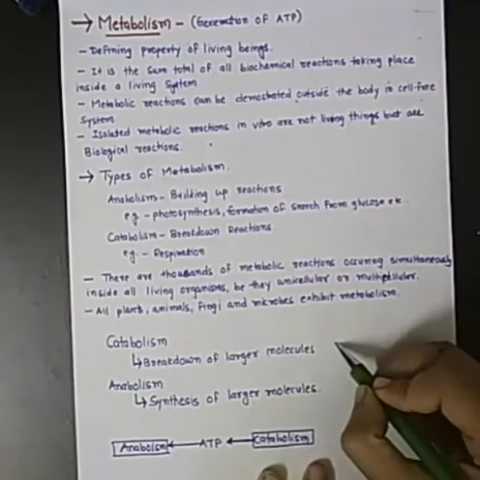 → Metabolism - (Generation of ATP)
- Defining property of living beings.
- It is the sum total of all biochemical reactions taking place
inside a living system
- Metabolic reactions can be demostrated outside the body in cell-free
System.
- Isolated metabolic reactions in vitro are not living things but are
Biological reactions.
→ Types of Metabolism.
Anabolism - Building up reactions
eg - photosynthesis, formation of starch from glucose etc.
Catabolism - Breakdown Reactions
eg. - Respiration
- There are thousands of metabolic reactions occuring simultaneously
inside all living organisms, be they unicellular or multicellular.
- All plants, animals, fungi and microbes exhibit metabolism.
Catabolism
↳ Breakdown of larger molecules
Anabolism
↳ Synthesis of larger molecules.
Anabolism ← ATP ← Catabolism